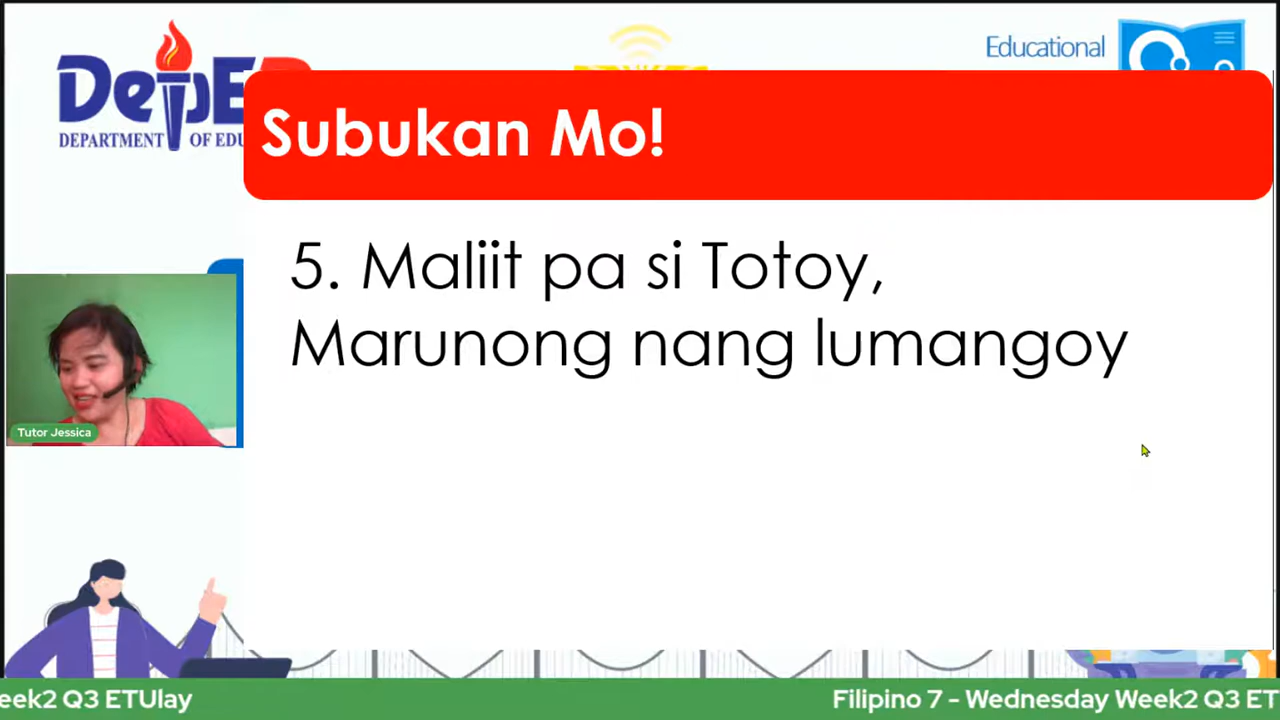 DepE
DEPARTMENT OF EDU
Educational
Subukan Mo!
5. Maliit pa si Totoy,
Marunong nang lumangoy
Tutor Jessica
eek2 Q3 ETUlay
Filipino 7 - Wednesday Week2 Q3 ET